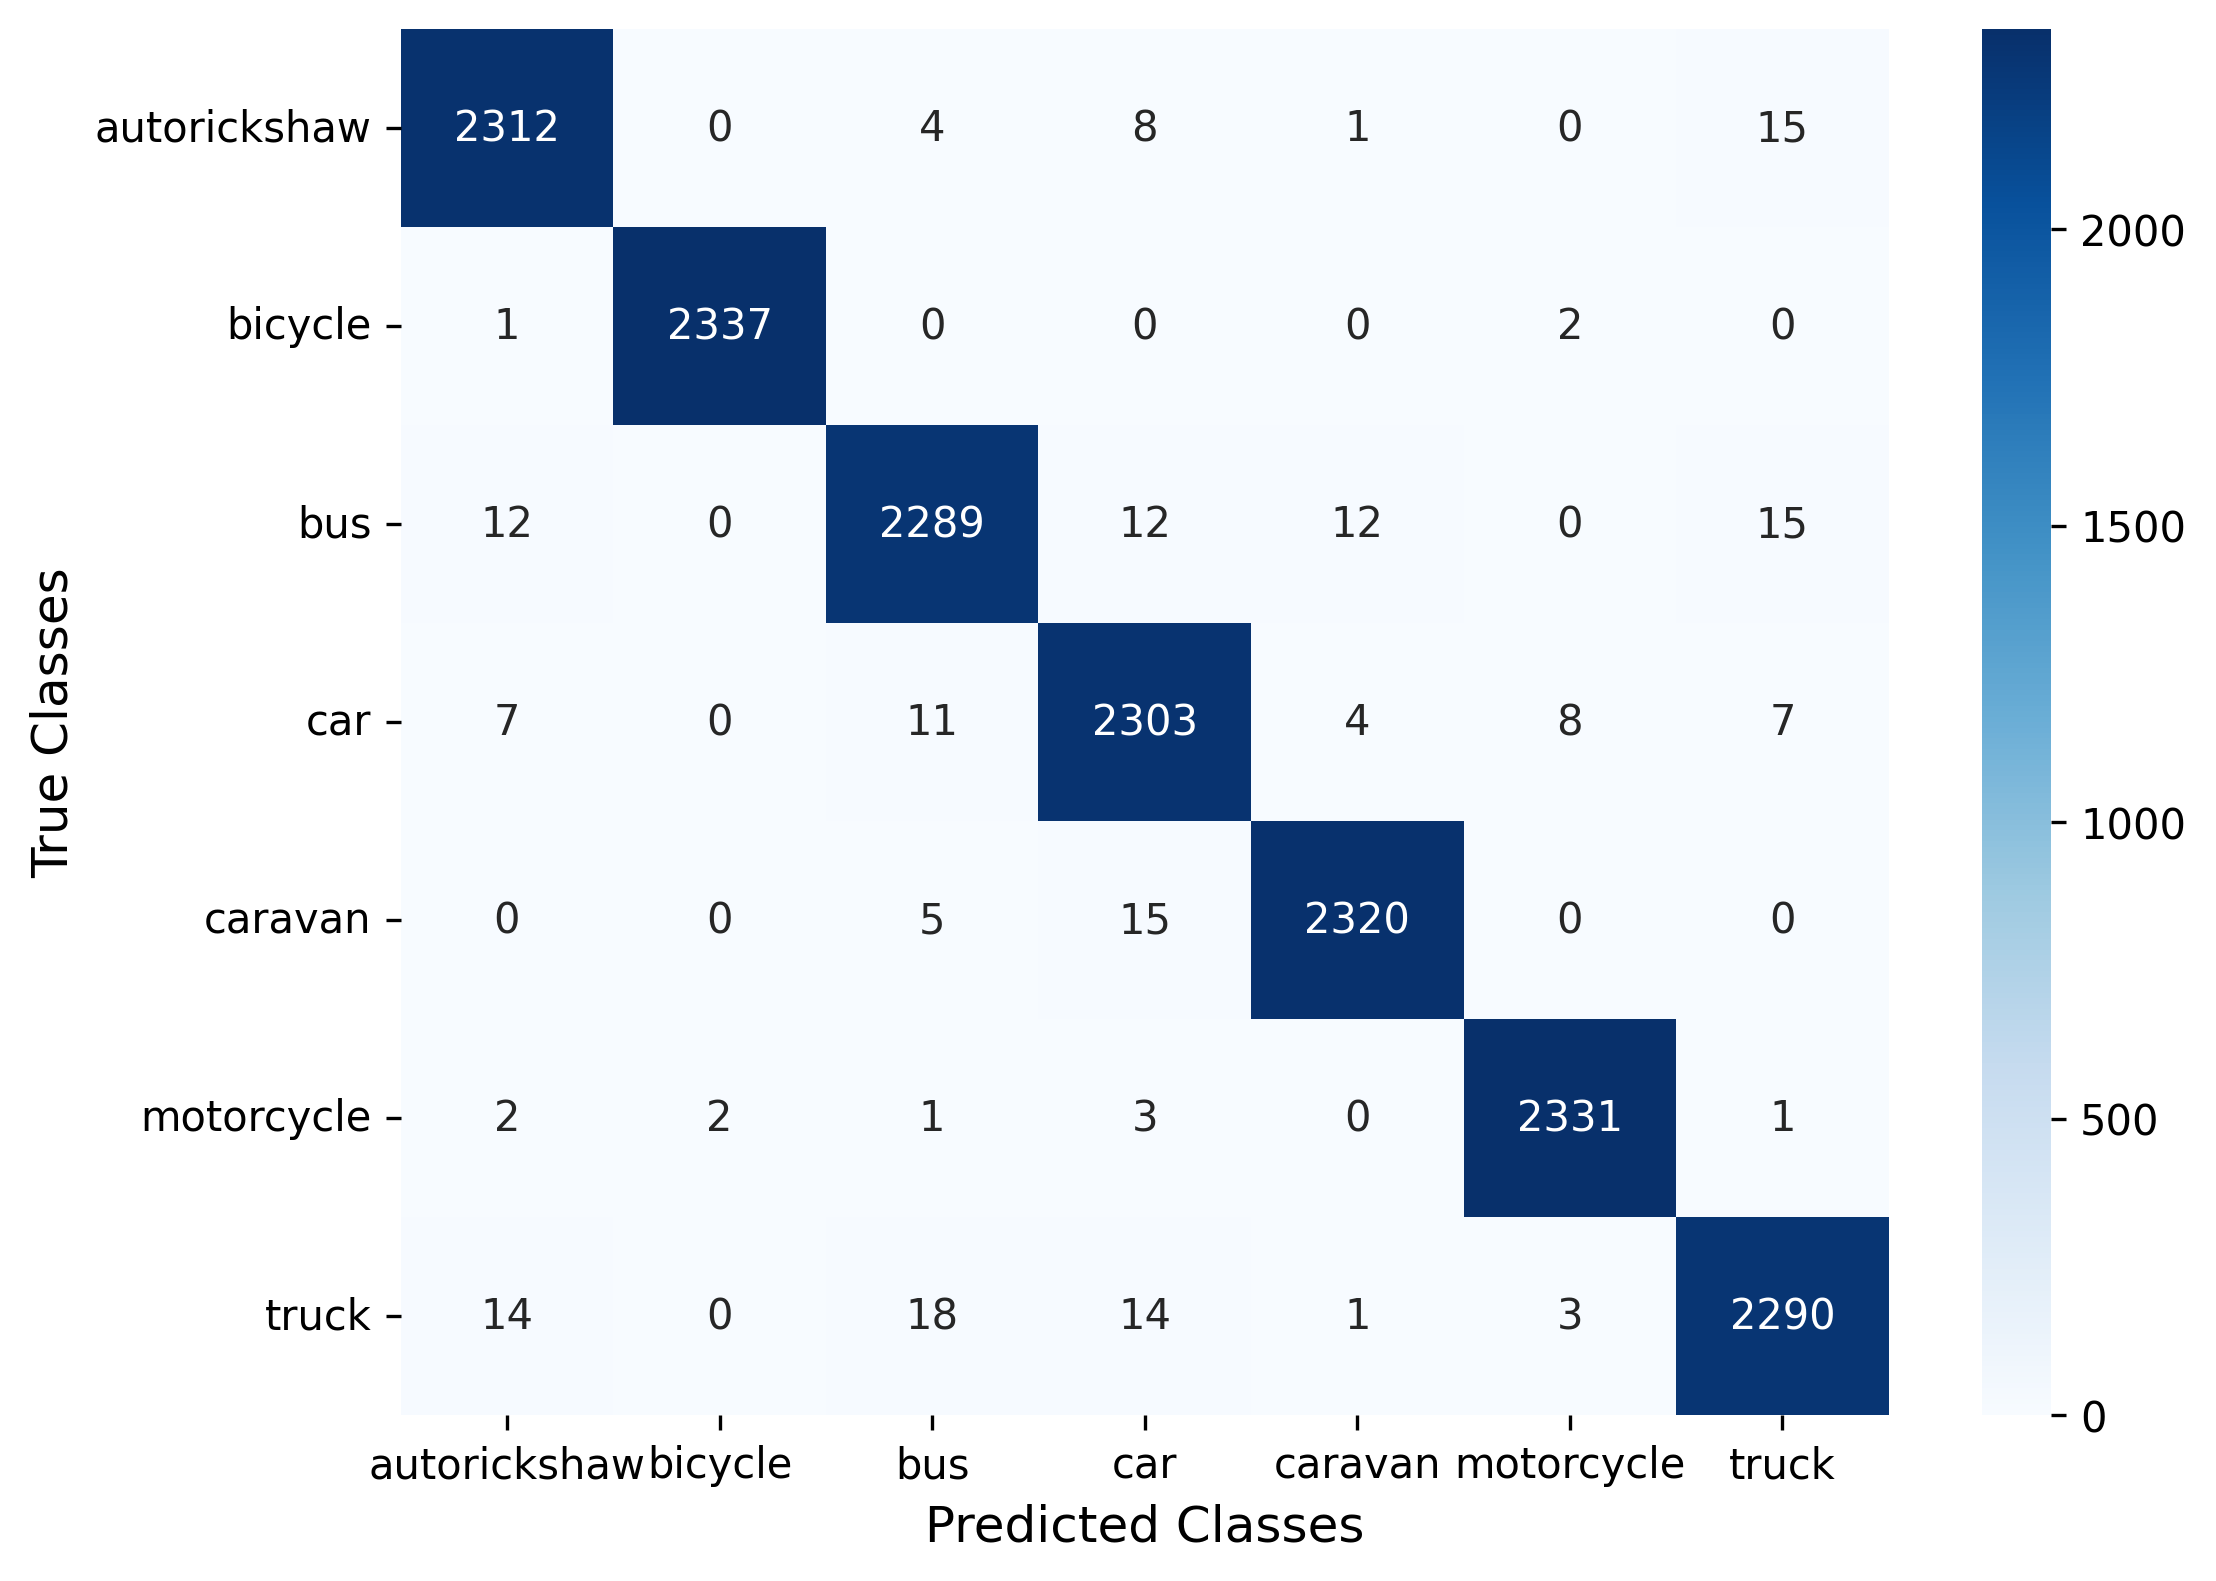 autorickshaw 2312 0 4 8 1 0 15
bicycle 1 2337 0 0 0 2 0
bus 12 0 2289 12 12 0 15
car 7 0 11 2303 4 8 7
caravan 0 0 5 15 2320 0 0
motorcycle 2 2 1 3 0 2331 1
truck 14 0 18 14 1 3 2290
autorickshaw bicycle bus car caravan motorcycle truck
Predicted Classes
True Classes
2000
1500
1000
500
0